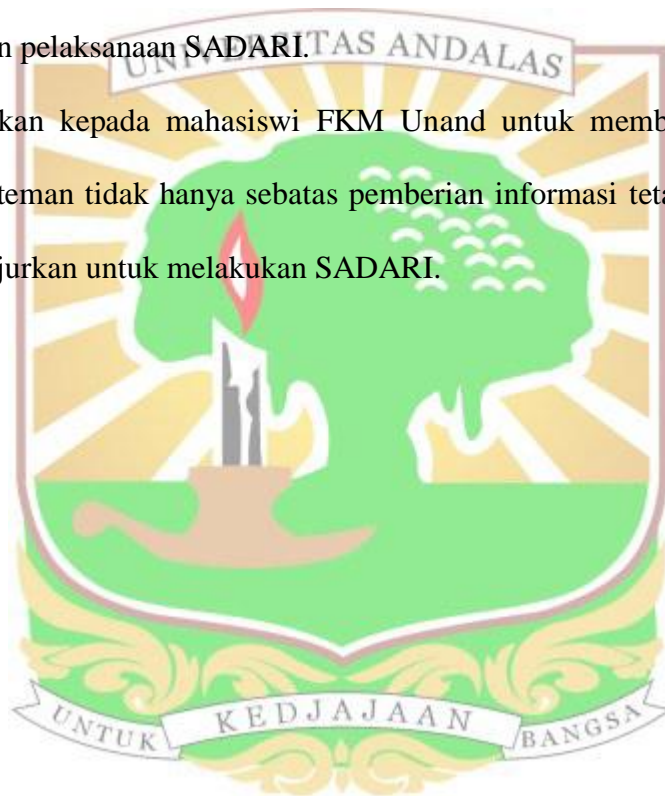 n pelaksanaan SADARI.
UNIVERSITAS ANDALAS
kan kepada mahasiswi FKM Unand untuk memb
teman tidak hanya sebatas pemberian informasi teta
jurkan untuk melakukan SADARI.
UNTUK KEDJAJAAN BANGSA